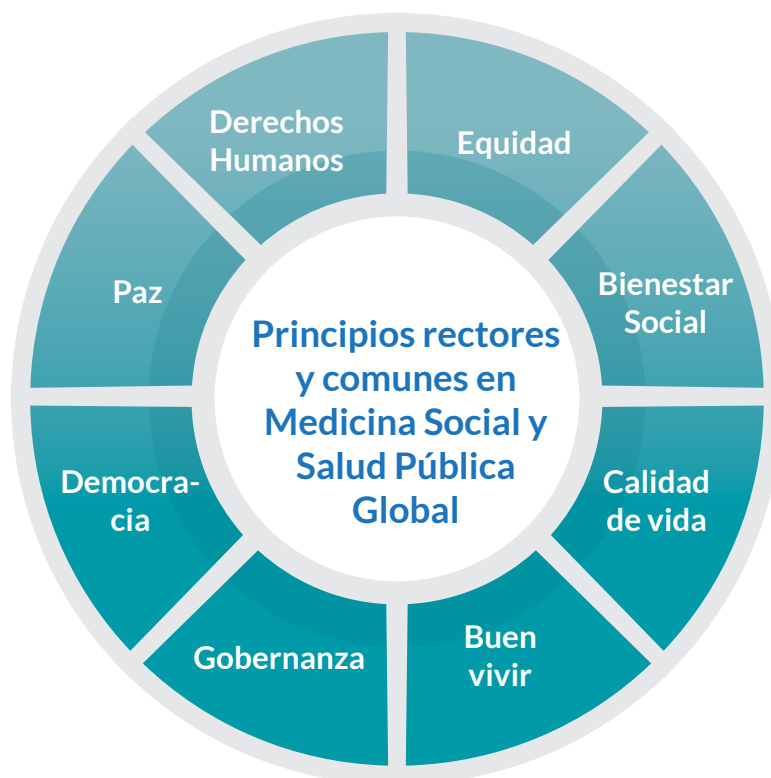 Derechos
Humanos
Equidad
Paz
Bienestar
Social
Principios rectores
y comunes en
Medicina Social y
Salud Pública
Global
Democra-
cia
Calidad
de vida
Gobernanza
Buen
vivir